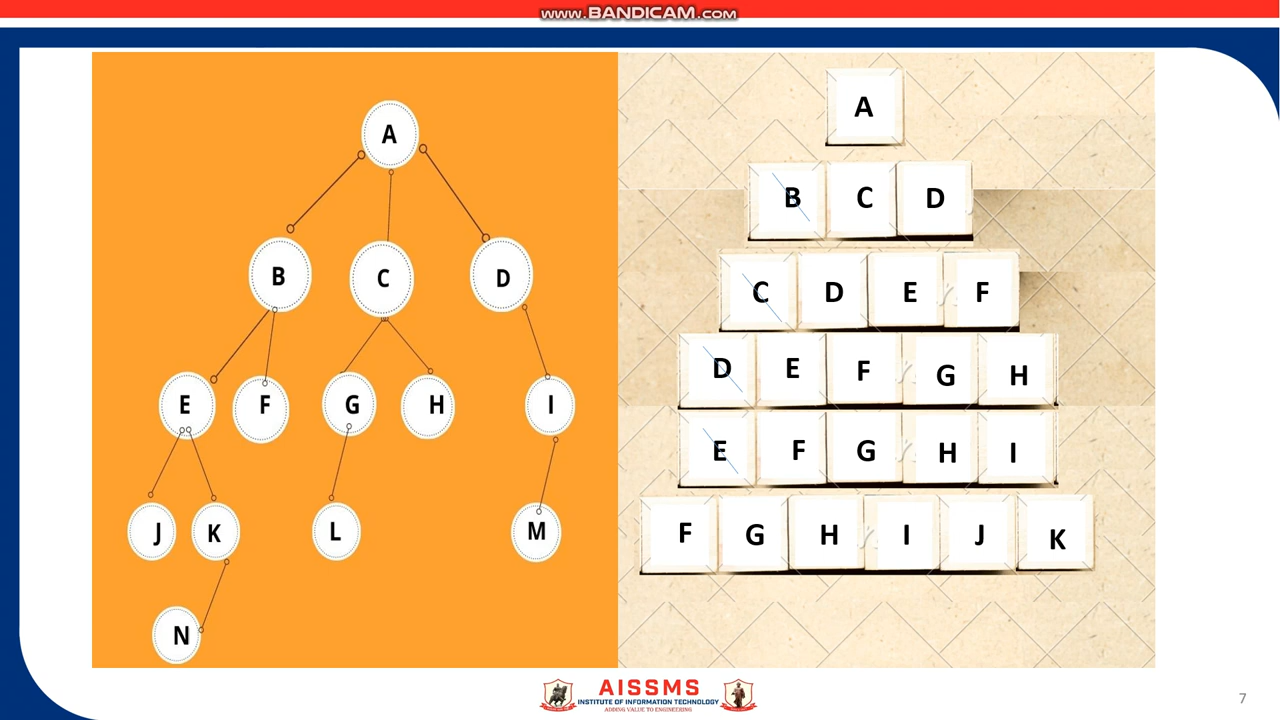 www.BANDICAM.com
A
B C D
E F G H I
J K L M
N
A
B C D
C D E F
D E F G H
E F G H I
F G H I J K
AISSMS
INSTITUTE OF INFORMATION TECHNOLOGY
ADDING VALUE TO ENGINEERING
7